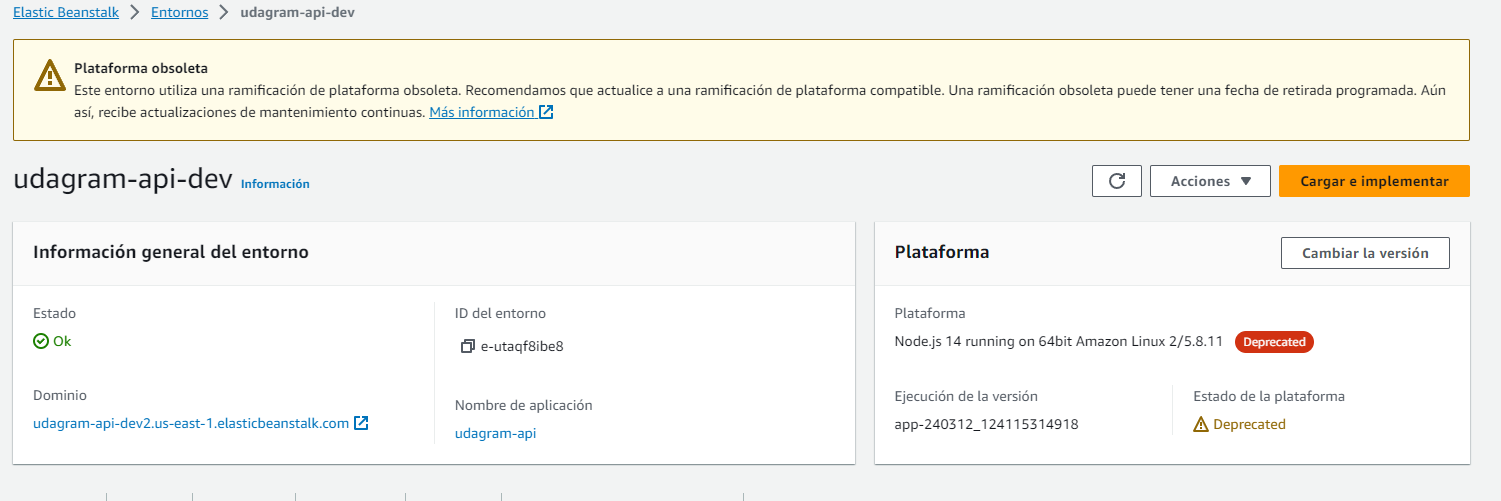 Elastic Beanstalk > Entornos > udagram-api-dev
Plataforma obsoleta
Este entorno utiliza una ramificación de plataforma obsoleta. Recomendamos que actualice a una ramificación de plataforma compatible. Una ramificación obsoleta puede tener una fecha de retirada programada. Aún
así, recibe actualizaciones de mantenimiento continuas. Más información
udagram-api-dev Información
Acciones
Cargar e implementar
Información general del entorno
Estado
Ok
Dominio
udagram-api-dev2.us-east-1.elasticbeanstalk.com
ID del entorno
e-utaqf8ibe8
Nombre de aplicación
udagram-api
Plataforma
Cambiar la versión
Plataforma
Node.js 14 running on 64bit Amazon Linux 2/5.8.11 Deprecated
Ejecución de la versión
app-240312_124115314918
Estado de la plataforma
Deprecated